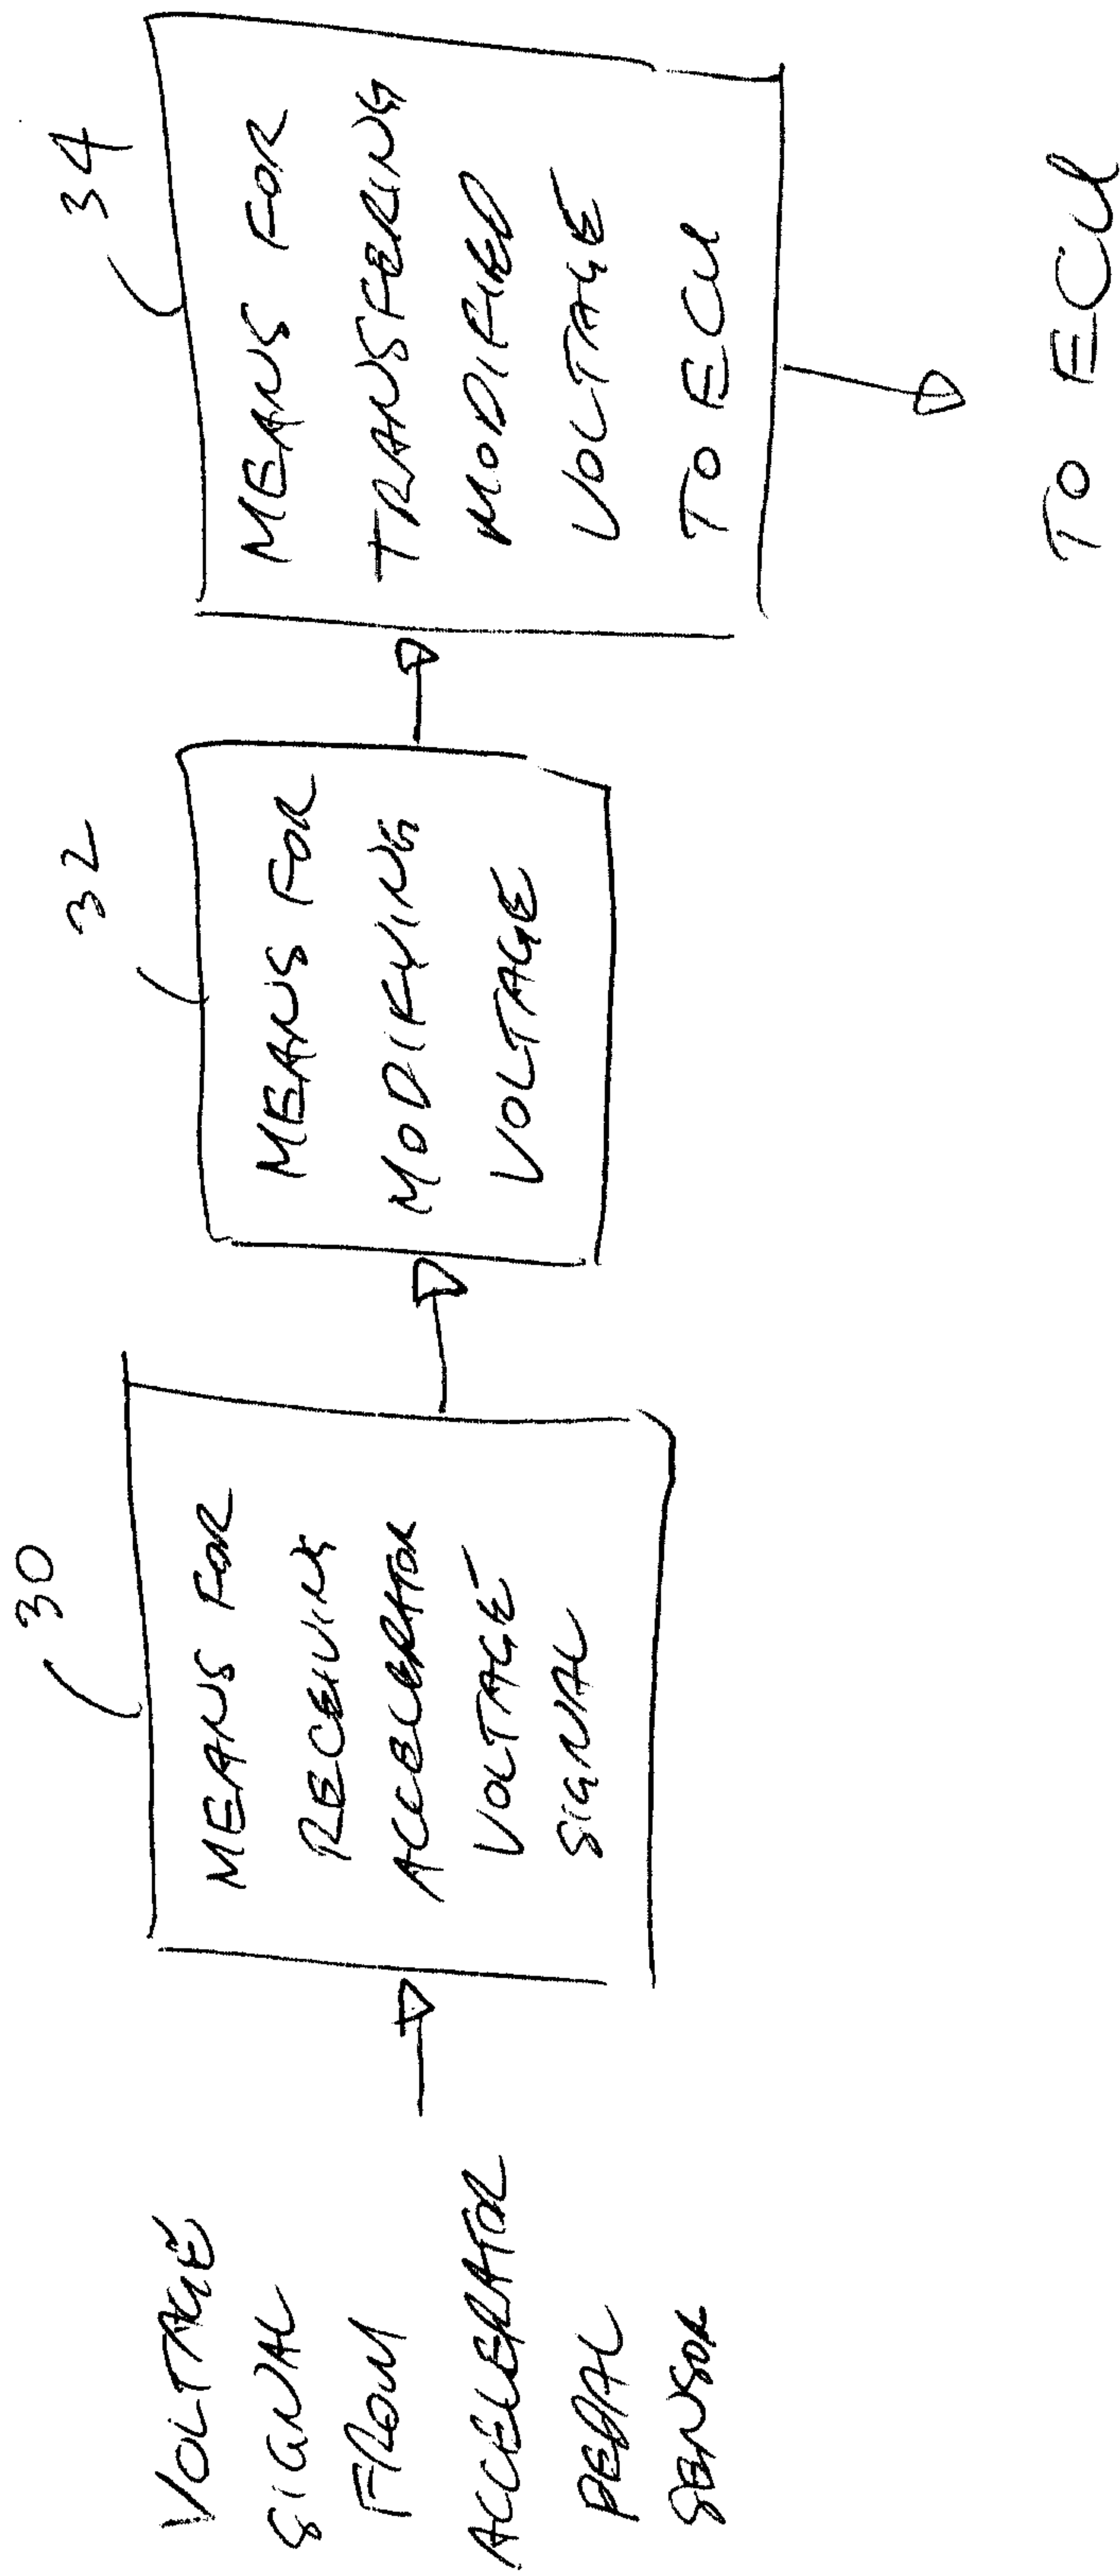 VOLTAGE
SIGNAL
FROM
ACCELERATOR
PEDAL
SENSOR
30
MEANS FOR
RECEIVING
ACCELERATOR
VOLTAGE
SIGNAL
32
MEANS FOR
MODIFYING
VOLTAGE
34
MEANS FOR
TRANSFERING
MODIFIED
VOLTAGE
TO ECU
TO ECU